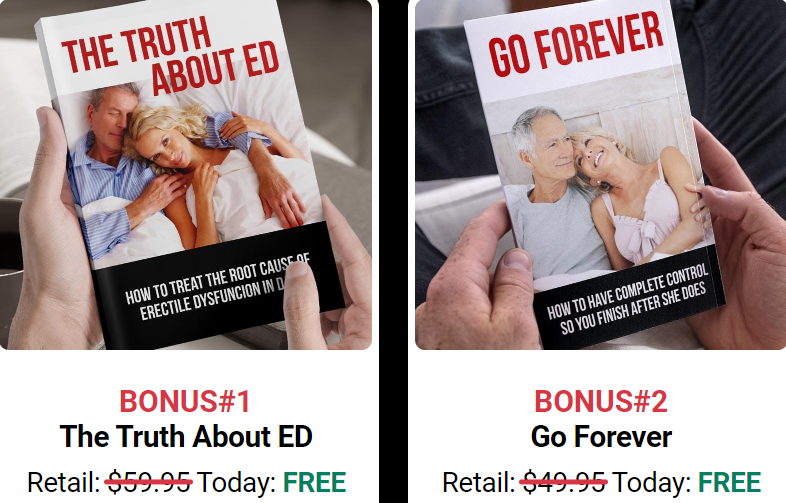 THE TRUTH
ABOUT ED
HOW TO TREAT THE ROOT CAUSE OF
ERECTILE DYSFUNCION IN
BONUS#1
The Truth About ED
Retail: $59.95 Today: FREE
GO FOREVER
HOW TO HAVE COMPLETE CONTROL
SO YOU FINISH AFTER SHE DOES
BONUS#2
Go Forever
Retail: $49.95 Today: FREE